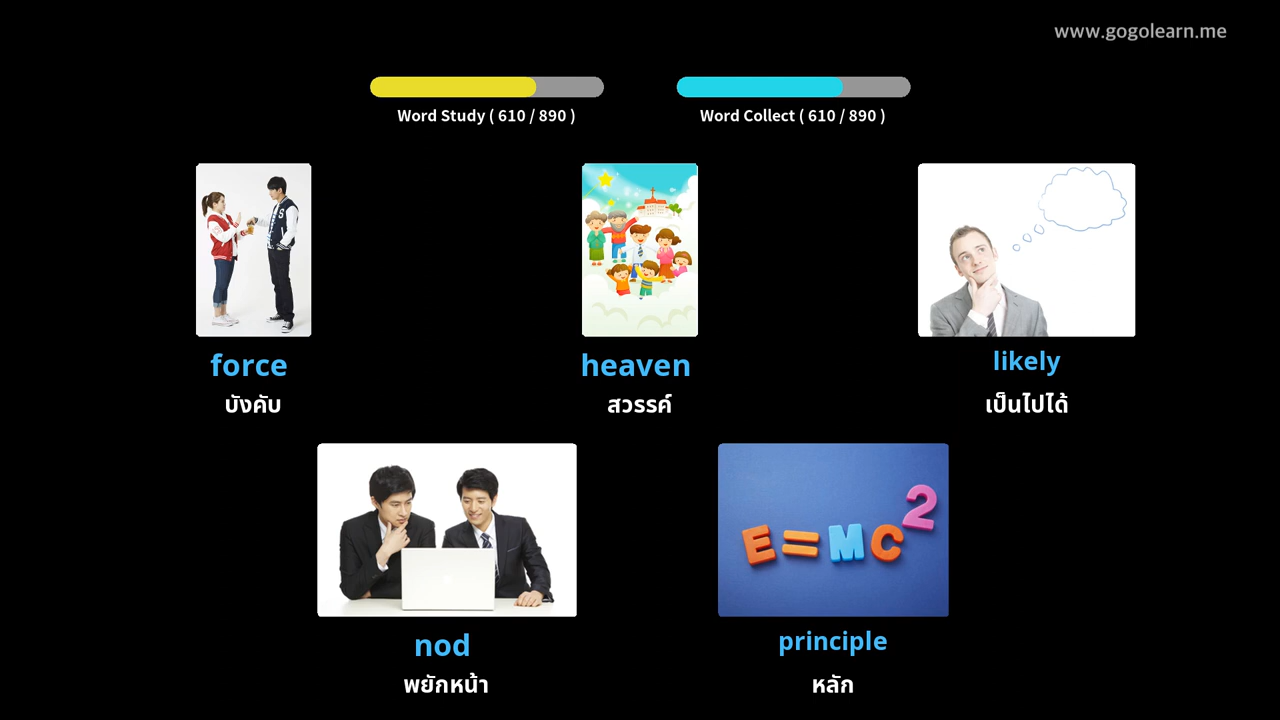 www.gogolearn.me
Word Study ( 610 / 890 )
Word Collect ( 610 / 890 )
S
force
บังคับ
heaven
สวรรค์
likely
เป็นไปได้
E=MC2
nod
พยักหน้า
principle
หลัก